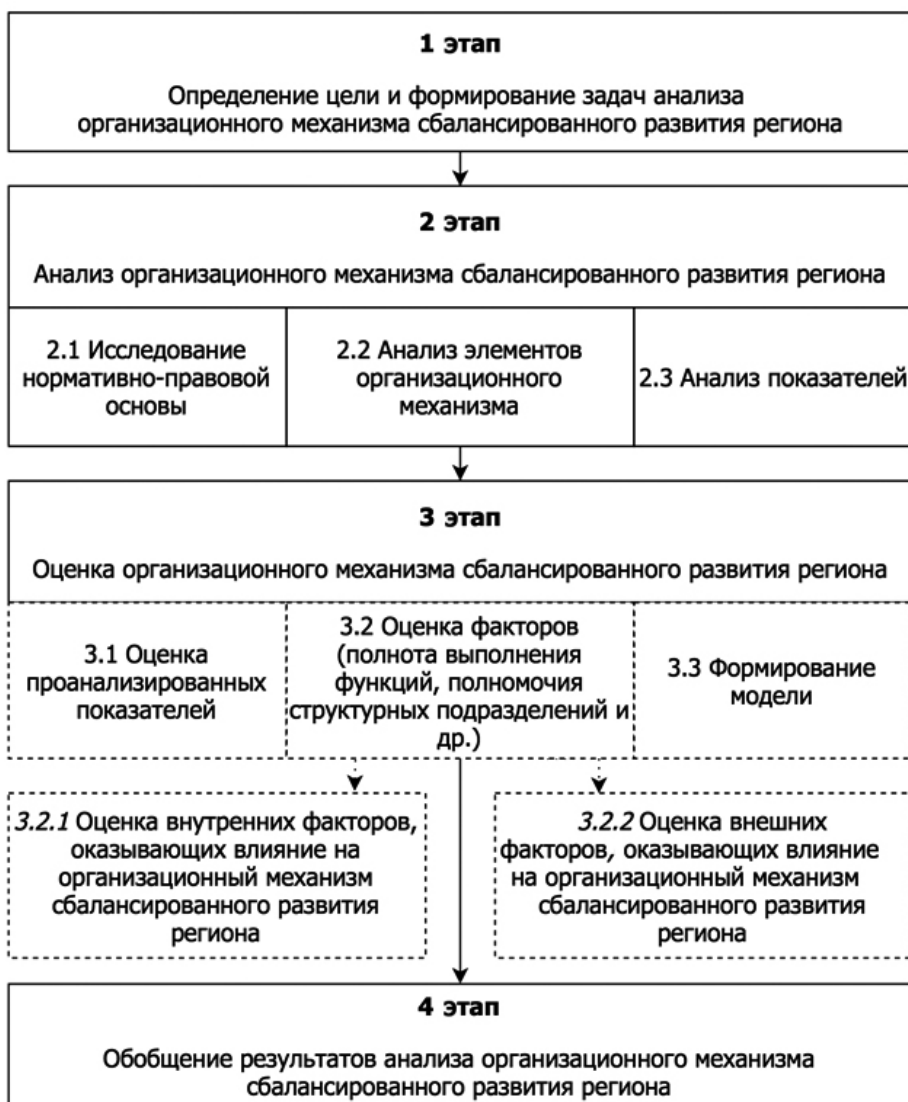 1 этап
Определение цели и формирование задач анализа
организационного механизма сбалансированного развития региона
2 этап
Анализ организационного механизма сбалансированного развития региона
2.1 Исследование
нормативно-правовой
основы
2.2 Анализ элементов
организационного
механизма
2.3 Анализ показателей
3 этап
Оценка организационного механизма сбалансированного развития региона
3.1 Оценка
проанализированных
показателей
3.2 Оценка факторов
(полнота выполнения
функций, полномочия
структурных подразделений и
др.)
3.3 Формирование
модели
3.2.1 Оценка внутренних факторов,
оказывающих влияние на
организационный механизм
сбалансированного развития
региона
3.2.2 Оценка внешних
факторов, оказывающих влияние
на организационный механизм
сбалансированного развития
региона
4 этап
Обобщение результатов анализа организационного механизма
сбалансированного развития региона